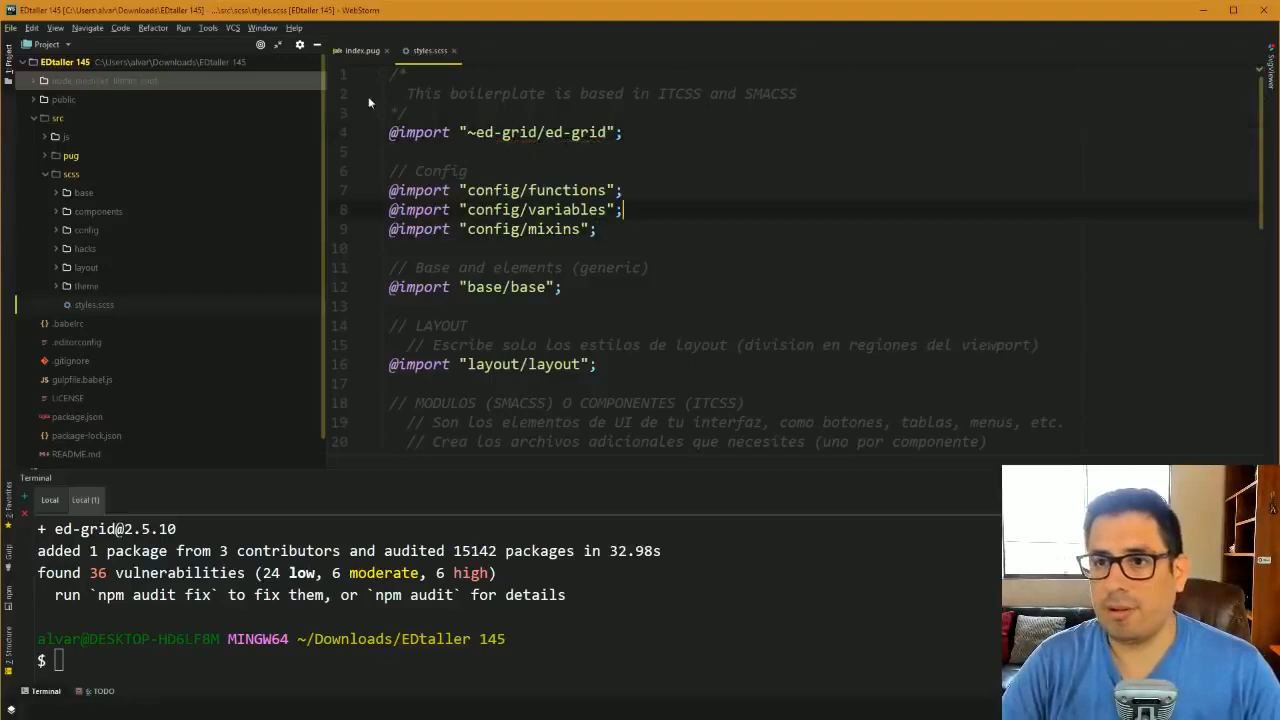 EDtaller 145 [C:\Users\alvar\Downloads\EDtaller 145] - ...\src\scss\styles.scss [EDtaller 145] - WebStorm
File Edit View Navigate Code Refactor Run Tools VCS Window Help
Project
index.pug
styles.scss
EDtaller 145 C:\Users\alvar\Downloads\EDtaller 145
public
src
js
pug
scss
base
components
config
hacks
layout
theme
styles.scss
.babelrc
.editorconfig
.gitignore
gulpfile.babel.js
LICENSE
package.json
package-lock.json
README.md
1: Project
SvgViewer
1 /*
2 This boilerplate is based in ITCSS and SMACSS
3 */
4 @import "~ed-grid/ed-grid";
5
6 // Config
7 @import "config/functions";
8 @import "config/variables";
9 @import "config/mixins";
10
11 // Base and elements (generic)
12 @import "base/base";
13
14 // LAYOUT
15 // Escribe solo los estilos de layout (division en regiones del viewport)
16 @import "layout/layout";
17
18 // MODULOS (SMACSS) O COMPONENTES (ITCSS)
19 // Son los elementos de UI de tu interfaz, como botones, tablas, menus, etc.
20 // Crea los archivos adicionales que necesites (uno por componente)
Terminal
Local Local (1)
2: Favorites
Gulp
npm
7: Structure
+ ed-grid@2.5.10
added 1 package from 3 contributors and audited 15142 packages in 32.98s
found 36 vulnerabilities (24 low, 6 moderate, 6 high)
run `npm audit fix` to fix them, or `npm audit` for details
alvar@DESKTOP-HD6LF8M MINGW64 ~/Downloads/EDtaller 145
$
Terminal 6: TODO